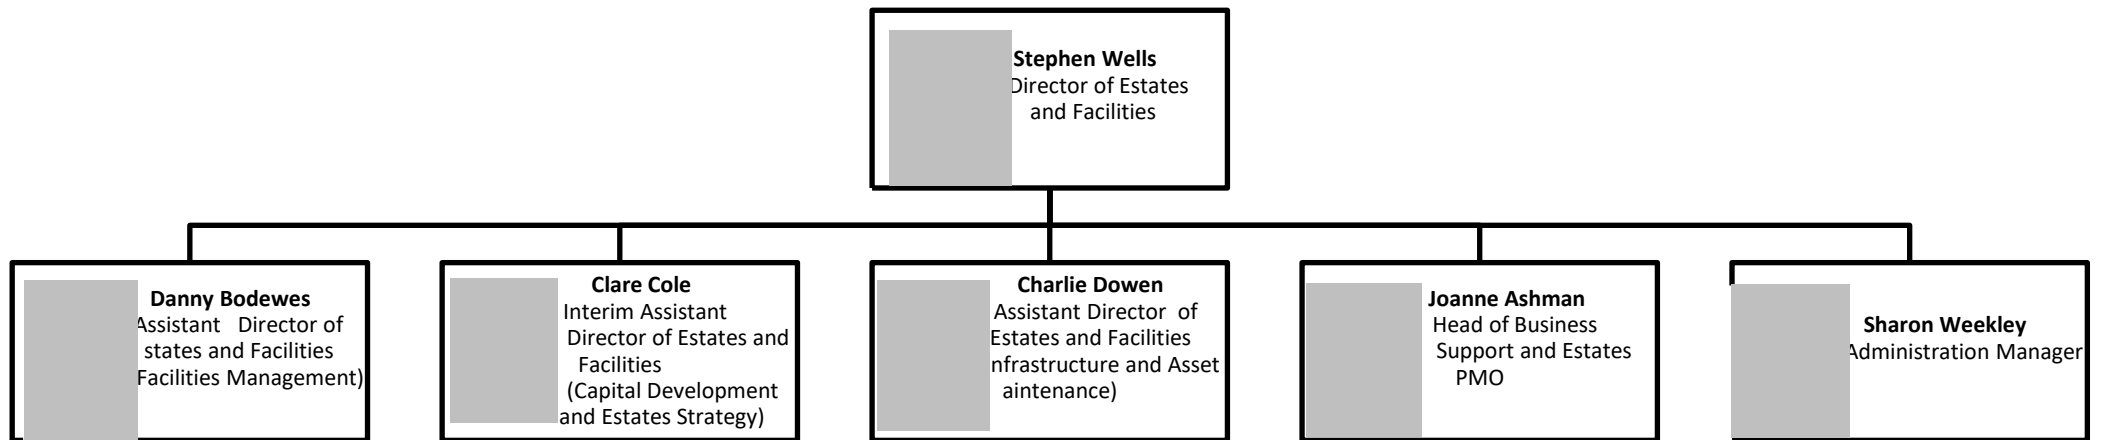 Stephen Wells
Director of Estates
and Facilities
Danny Bodewes
Assistant Director of
states and Facilities
Facilities Management)
Clare Cole
Interim Assistant
Director of Estates and
Facilities
(Capital Development
and Estates Strategy)
Charlie Dowen
Assistant Director of
Estates and Facilities
nfrastructure and Asset
aintenance)
Joanne Ashman
Head of Business
Support and Estates
PMO
Sharon Weekley
Administration Manager